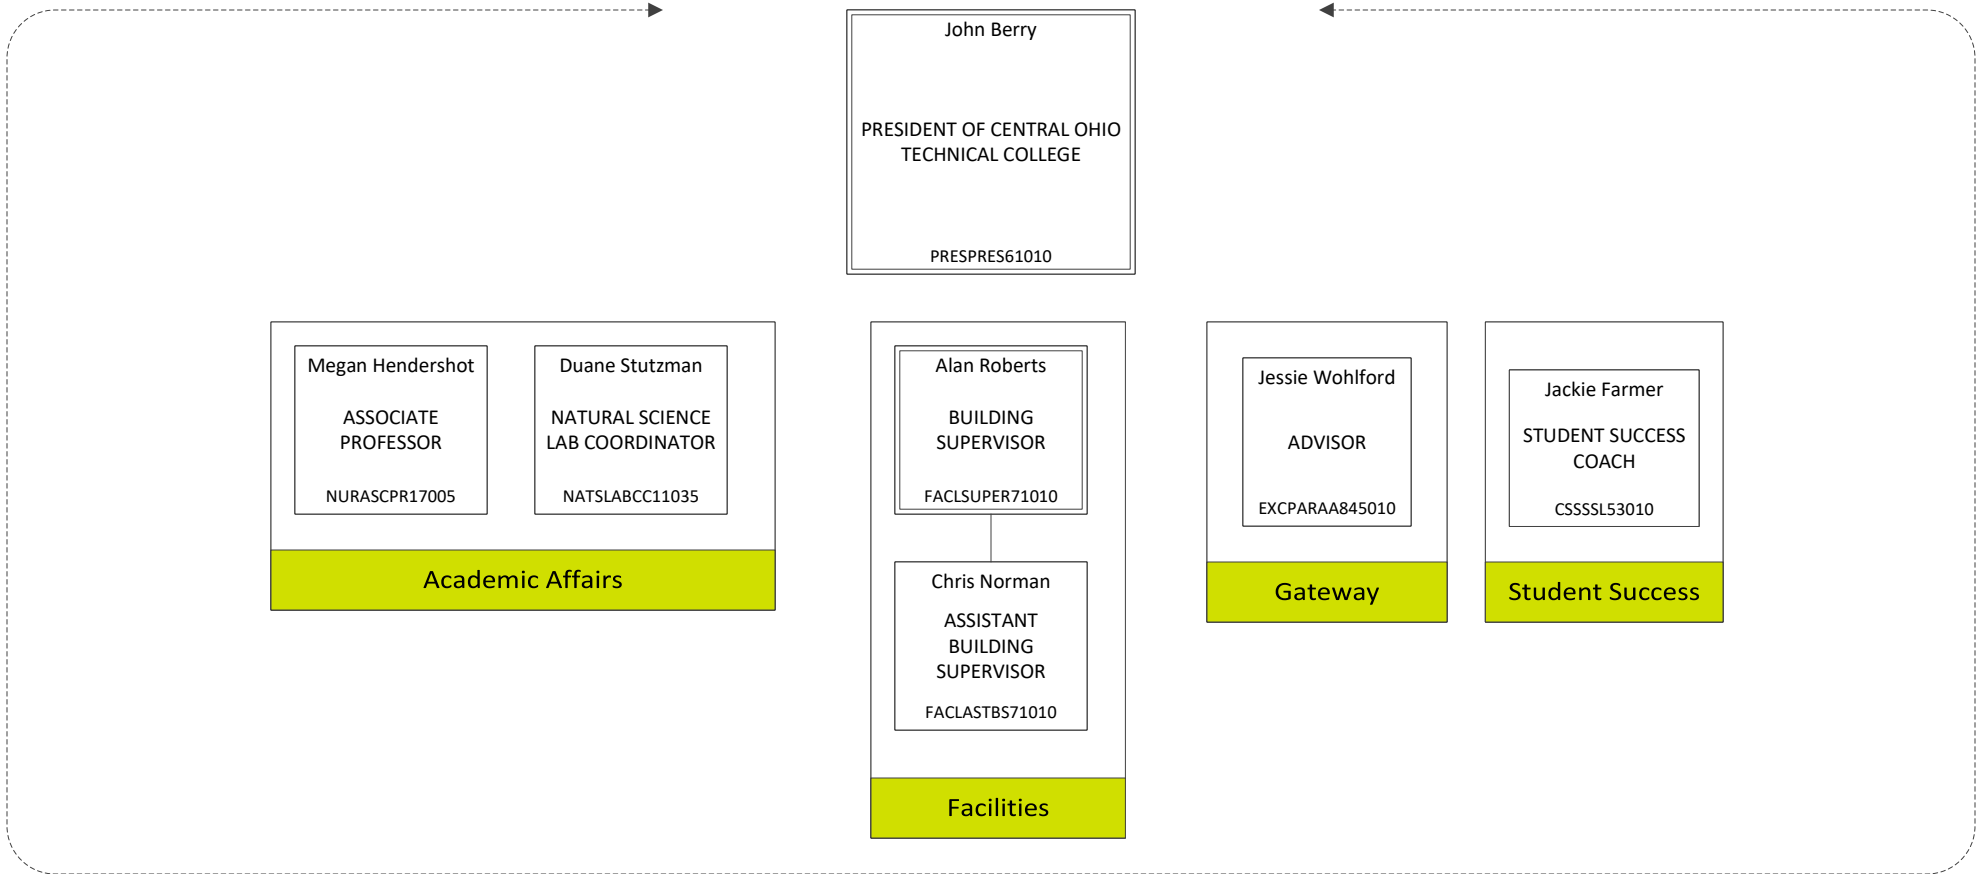 John Berry
PRESIDENT OF CENTRAL OHIO
TECHNICAL COLLEGE
PRESPRES61010
Megan Hendershot
ASSOCIATE
PROFESSOR
NURASCPR17005
Duane Stutzman
NATURAL SCIENCE
LAB COORDINATOR
NATSLABCC11035
Academic Affairs
Alan Roberts
BUILDING
SUPERVISOR
FACLSUPER71010
Chris Norman
ASSISTANT
BUILDING
SUPERVISOR
FACLASTBS71010
Facilities
Jessie Wohlford
ADVISOR
EXCPARAA845010
Gateway
Jackie Farmer
STUDENT SUCCESS
COACH
CSSSSL53010
Student Success